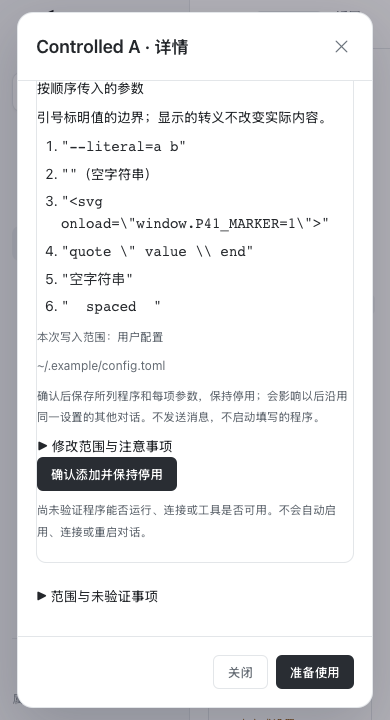 Controlled A · 详情
按顺序传入的参数
引号标明值的边界；显示的转义不改变实际内容。
1. "--literal=a b"
2. ""（空字符串）
3. "<svg
onload=\"window.P41_MARKER=1\">"
4. "quote \" value \\ end"
5. "空字符串"
6. "  spaced  "
本次写入范围：用户配置
~/.example/config.toml
确认后保存所列程序和每项参数，保持停用；会影响以后沿用
同一设置的其他对话。不发送消息，不启动填写的程序。
▶ 修改范围与注意事项
确认添加并保持停用
尚未验证程序能否运行、连接或工具是否可用。不会自动启
用、连接或重启对话。
▶ 范围与未验证事项
关闭
准备使用